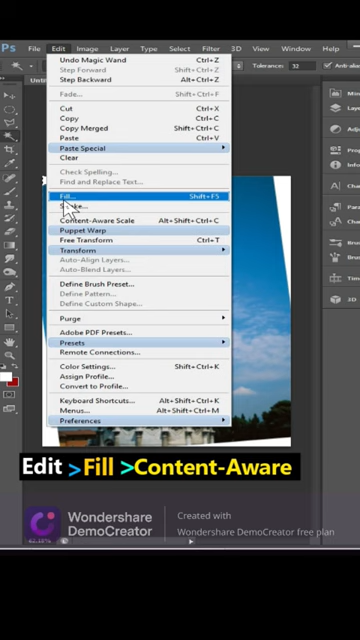 Ps File Edit Image Layer Type Select Filter 3D View Window Help
Tolerance: 32 Anti-alias
Undo Magic Wand Ctrl+Z
Step Forward Shift+Ctrl+Z
Step Backward Alt+Ctrl+Z
Fade... Shift+Ctrl+F
Cut Ctrl+X
Copy Ctrl+C
Copy Merged Shift+Ctrl+C
Paste Ctrl+V
Paste Special
Clear
Check Spelling...
Find and Replace Text...
Fill... Shift+F5
Content-Aware Scale Alt+Shift+Ctrl+C
Puppet Warp
Free Transform Ctrl+T
Transform
Auto-Align Layers...
Auto-Blend Layers...
Define Brush Preset...
Define Pattern...
Define Custom Shape...
Purge
Adobe PDF Presets...
Presets
Remote Connections...
Color Settings... Shift+Ctrl+K
Assign Profile...
Convert to Profile...
Keyboard Shortcuts... Alt+Shift+Ctrl+K
Menus... Alt+Shift+Ctrl+M
Preferences
3D
Edit >Fill >Content-Aware
Wondershare
DemoCreator
Created with
Wondershare DemoCreator free plan